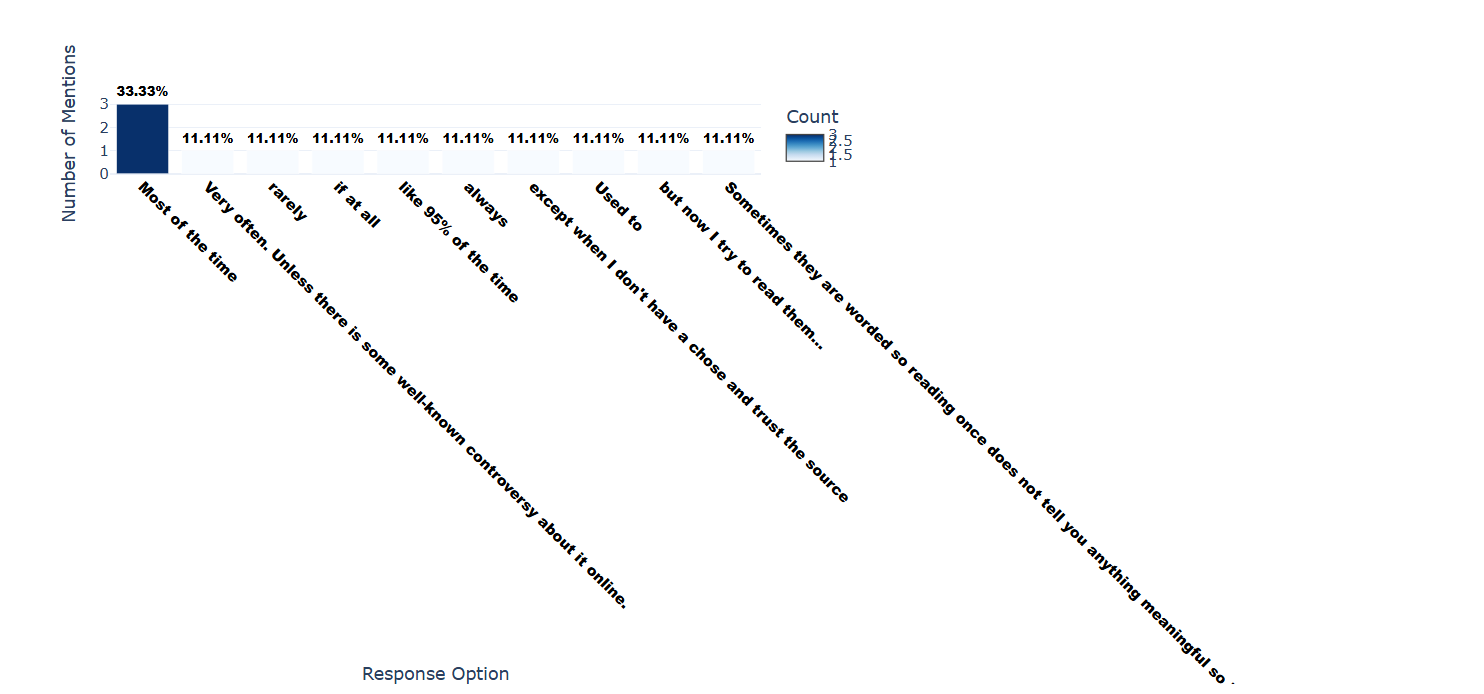 Number of Mentions
3
2
1
0
33.33%
11.11%
11.11%
11.11%
11.11%
11.11%
11.11%
11.11%
11.11%
11.11%
Most of the time
Very often. Unless there is some well-known controversy about it online.
rarely
if at all
like 95% of the time
always
except when I don't have a chose and trust the source
Used to
but now I try to read them...
Sometimes they are worded so reading once does not tell you anything meaningful so
Response Option
Count
3
2.5
2
1.5
1